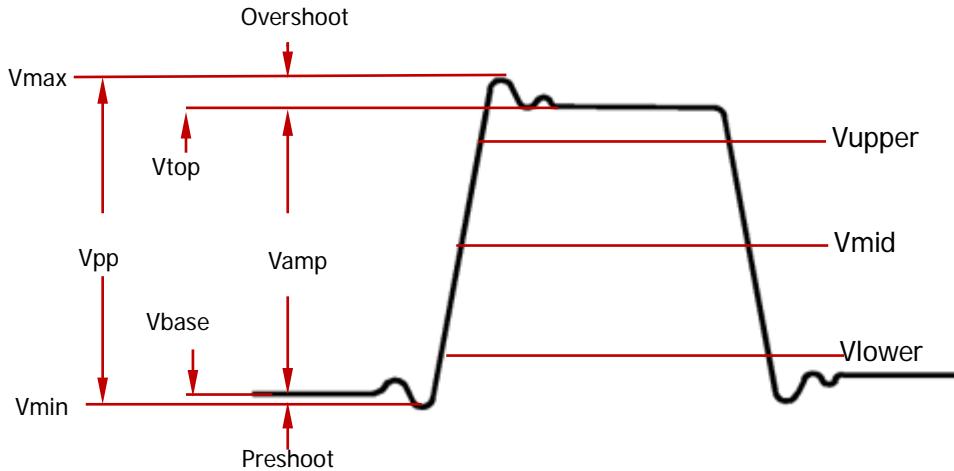 Overshoot
Vmax
Vtop
Vupper
Vmid
Vpp
Vamp
Vbase
Vlower
Vmin
Preshoot